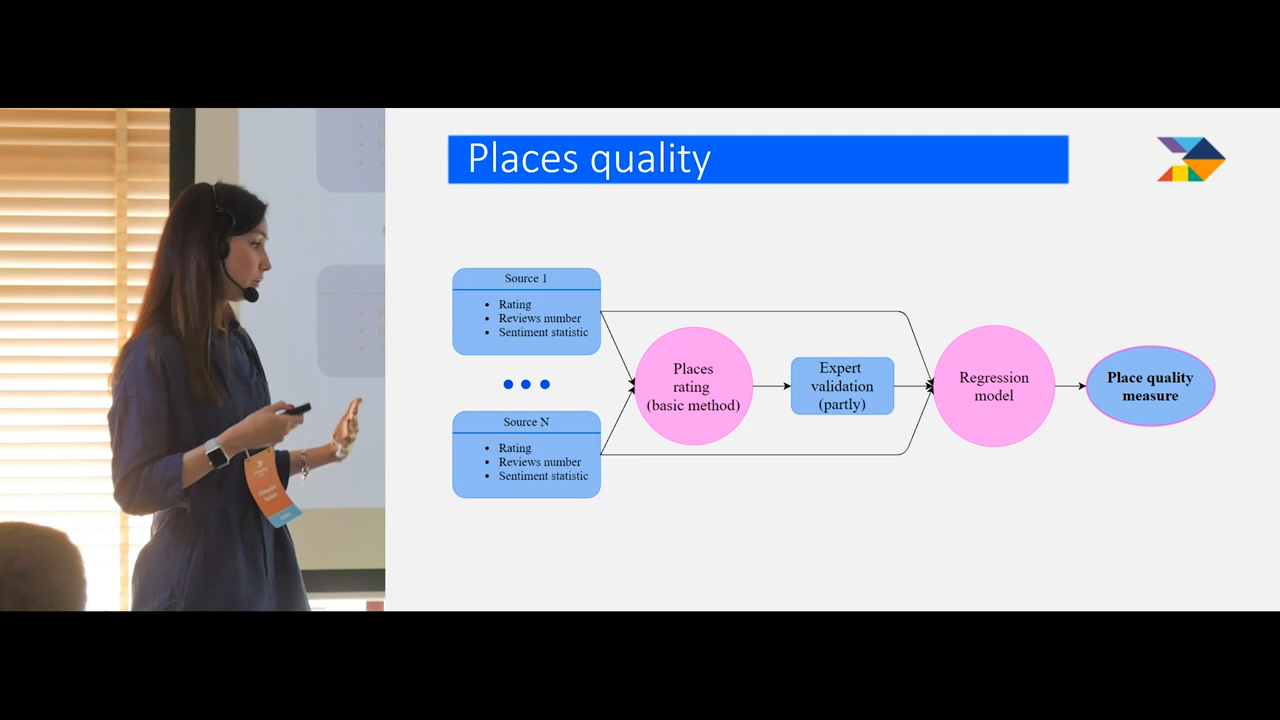 Places quality
Source 1
• Rating
• Reviews number
• Sentiment statistic
Source N
• Rating
• Reviews number
• Sentiment statistic
Places
rating
(basic method)
Expert
validation
(partly)
Regression
model
Place quality
measure